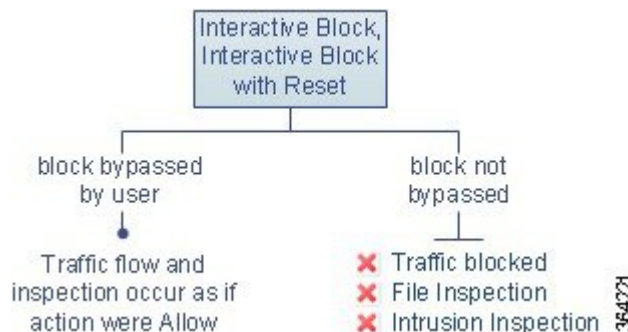 Interactive Block,
Interactive Block
with Reset
block bypassed
by user
block not
bypassed
Traffic flow and
inspection occur as if
action were Allow
Traffic blocked
File Inspection
Intrusion Inspection
364221